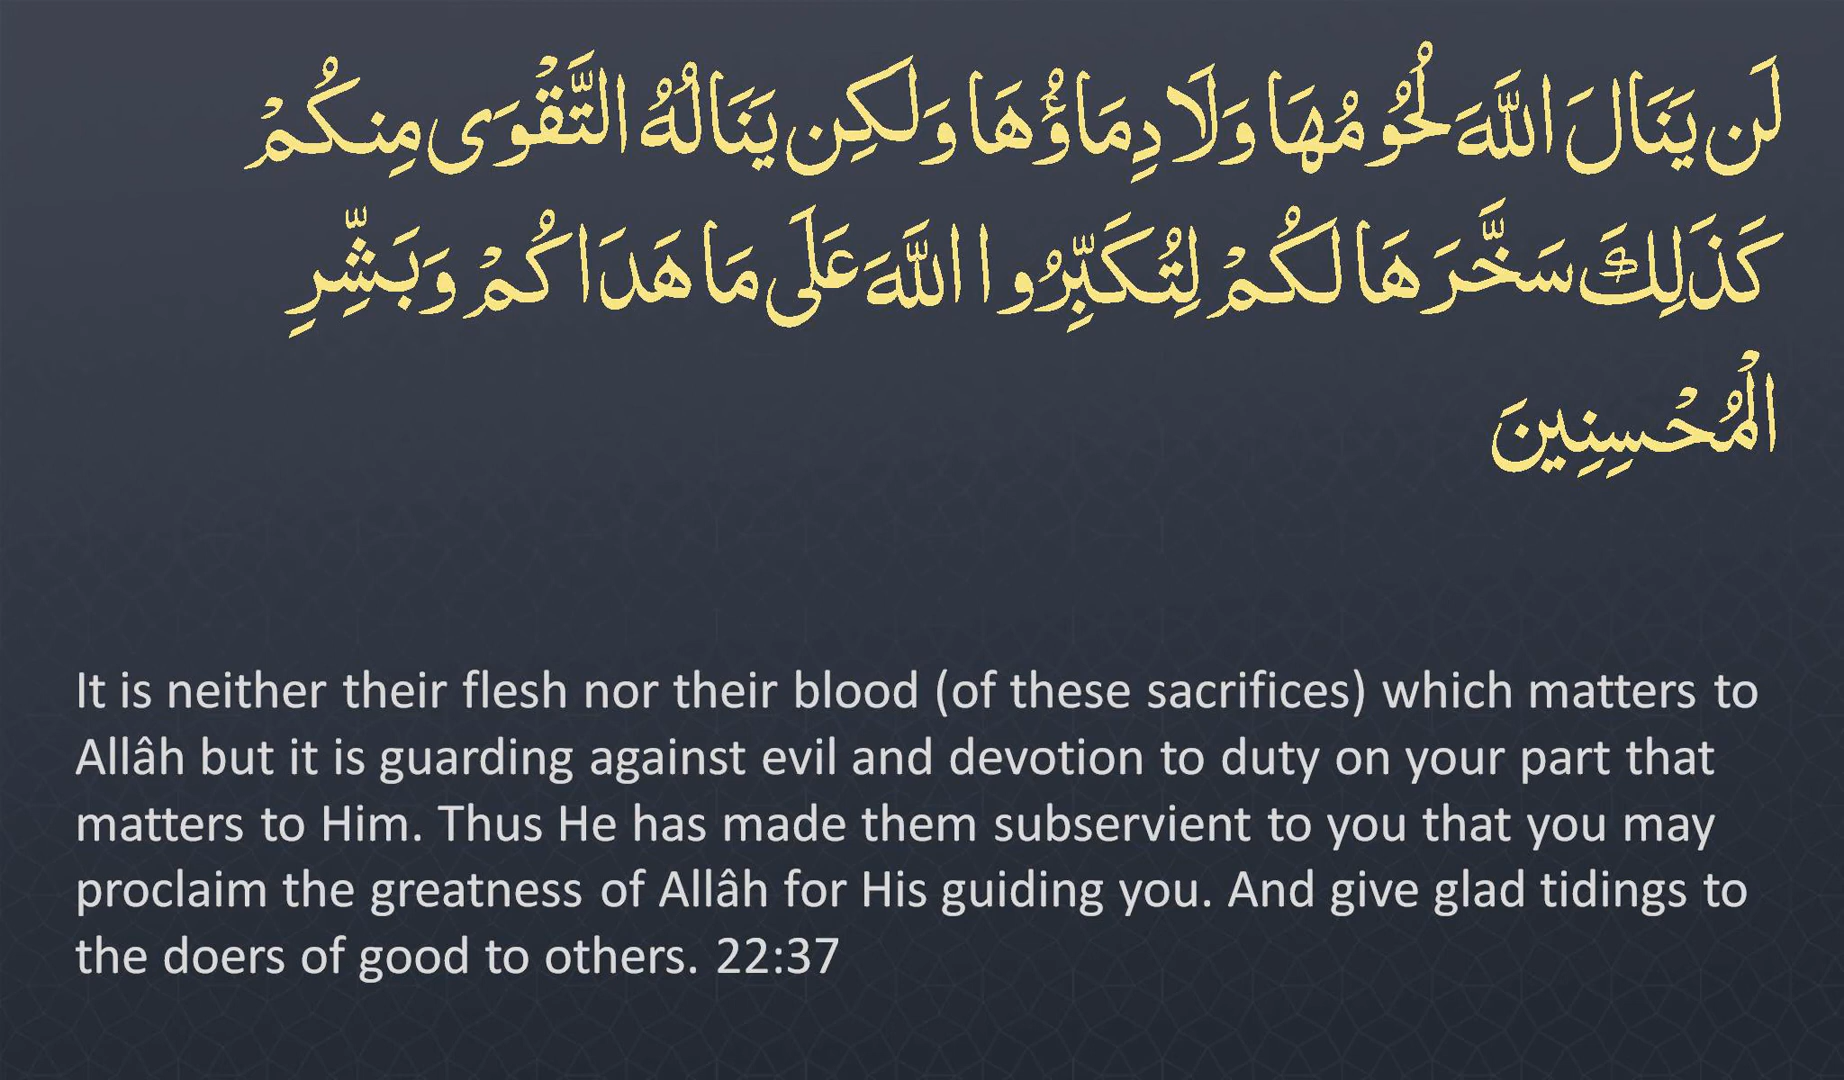 لَن يَنَالَ اللَّهَ لُحُومُهَا وَلَا دِمَاؤُهَا وَلَكِن يَنَالُهُ التَّقْوَى مِنكُمْ
كَذَلِكَ سَخَّرَهَا لَكُمْ لِتُكَبِّرُوا اللَّهَ عَلَى مَا هَدَاكُمْ وَبَشِّرِ
الْمُحْسِنِينَ
It is neither their flesh nor their blood (of these sacrifices) which matters to
Allâh but it is guarding against evil and devotion to duty on your part that
matters to Him. Thus He has made them subservient to you that you may
proclaim the greatness of Allâh for His guiding you. And give glad tidings to
the doers of good to others. 22:37